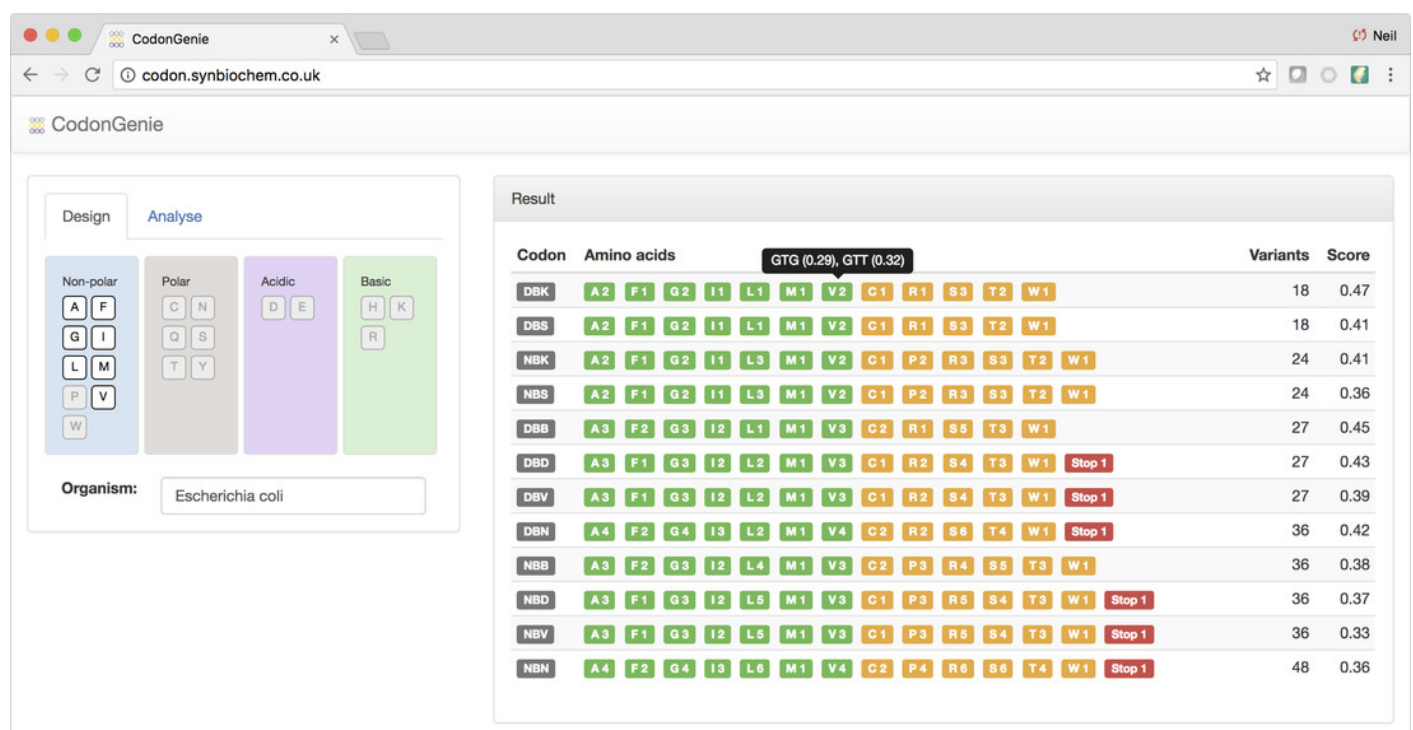 CodonGenie
Neil
codon.synbiochem.co.uk
CodonGenie
Design Analyse
Non-polar Polar Acidic Basic
A F C N D E H K
G I Q S R
L M T Y
P V
W
Organism: Escherichia coli
Result
Codon Amino acids Variants Score
GTG (0.29), GTT (0.32)
DBK A 2 F 1 G 2 I 1 L 1 M 1 V 2 C 1 R 1 S 3 T 2 W 1 18 0.47
DBS A 2 F 1 G 2 I 1 L 1 M 1 V 2 C 1 R 1 S 3 T 2 W 1 18 0.41
NBK A 2 F 1 G 2 I 1 L 3 M 1 V 2 C 1 P 2 R 3 S 3 T 2 W 1 24 0.41
NBS A 2 F 1 G 2 I 1 L 3 M 1 V 2 C 1 P 2 R 3 S 3 T 2 W 1 24 0.36
DBB A 3 F 2 G 3 I 2 L 1 M 1 V 3 C 2 R 1 S 5 T 3 W 1 27 0.45
DBD A 3 F 1 G 3 I 2 L 2 M 1 V 3 C 1 R 2 S 4 T 3 W 1 Stop 1 27 0.43
DBV A 3 F 1 G 3 I 2 L 2 M 1 V 3 C 1 R 2 S 4 T 3 W 1 Stop 1 27 0.39
DBN A 4 F 2 G 4 I 3 L 2 M 1 V 4 C 2 R 2 S 6 T 4 W 1 Stop 1 36 0.42
NBB A 3 F 2 G 3 I 2 L 4 M 1 V 3 C 2 P 3 R 4 S 5 T 3 W 1 36 0.38
NBD A 3 F 1 G 3 I 2 L 5 M 1 V 3 C 1 P 3 R 5 S 4 T 3 W 1 Stop 1 36 0.37
NBV A 3 F 1 G 3 I 2 L 5 M 1 V 3 C 1 P 3 R 5 S 4 T 3 W 1 Stop 1 36 0.33
NBN A 4 F 2 G 4 I 3 L 6 M 1 V 4 C 2 P 4 R 6 S 6 T 4 W 1 Stop 1 48 0.36